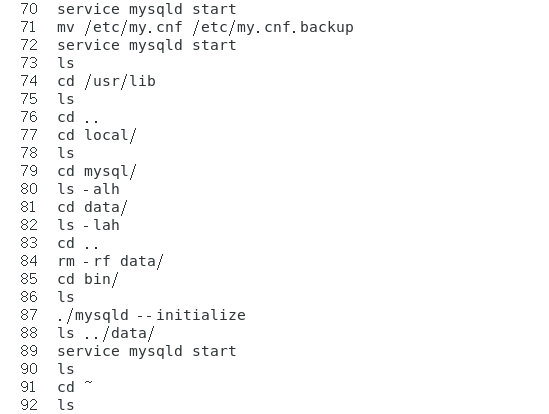 70 service mysqld start
71 mv /etc/my.cnf /etc/my.cnf.backup
72 service mysqld start
73 ls
74 cd /usr/lib
75 ls
76 cd ..
77 cd local/
78 ls
79 cd mysql/
80 ls -alh
81 cd data/
82 ls -lah
83 cd ..
84 rm -rf data/
85 cd bin/
86 ls
87 ./mysqld --initialize
88 ls ../data/
89 service mysqld start
90 ls
91 cd ~
92 ls